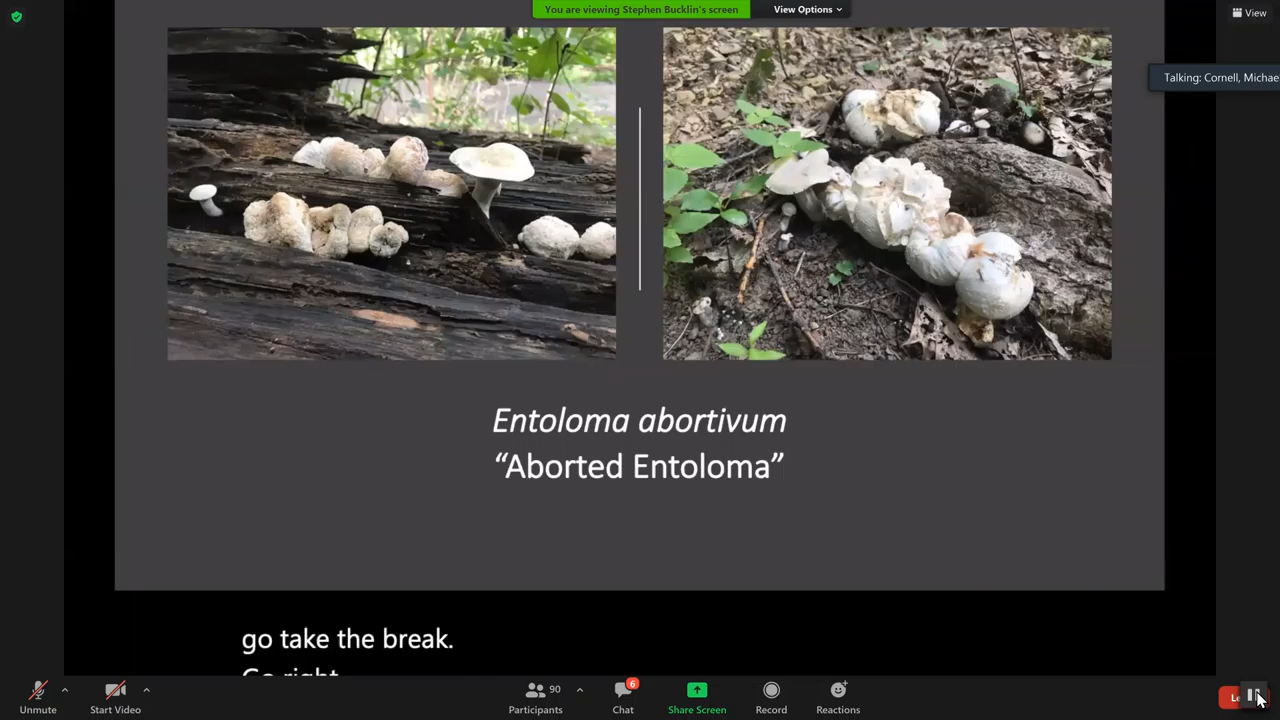 You are viewing Stephen Bucklin's screen
View Options
View
Talking: Cornell, Michae
Entoloma abortivum
“Aborted Entoloma”
go take the break.
Go right
Unmute
Start Video
90
Participants
6
Chat
Share Screen
Record
Reactions